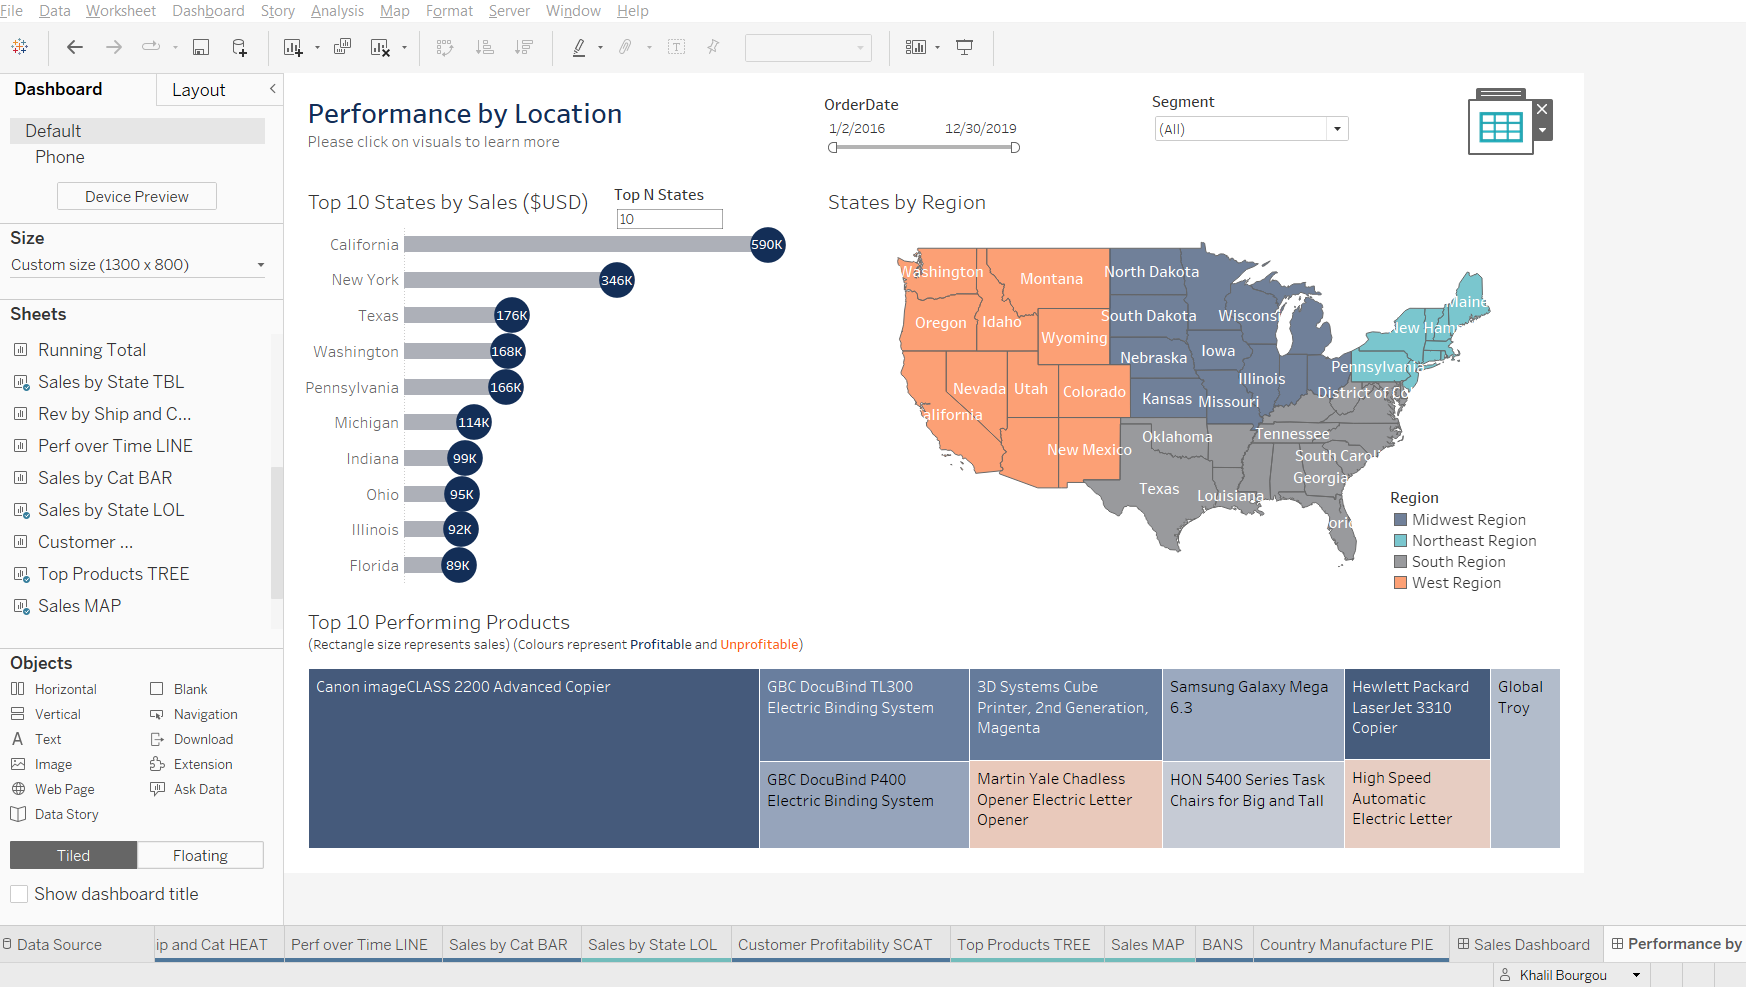 File Data Worksheet Dashboard Story Analysis Map Format Server Window Help
Dashboard
Layout
Default
Phone
Device Preview
Size
Custom size (1300 x 800)
Sheets
Running Total
Sales by State TBL
Rev by Ship and C...
Perf over Time LINE
Sales by Cat BAR
Sales by State LOL
Customer ...
Top Products TREE
Sales MAP
Objects
Horizontal
Blank
Vertical
Navigation
Text
Download
Image
Extension
Web Page
Ask Data
Data Story
Tiled
Floating
Show dashboard title
Performance by Location
Please click on visuals to learn more
OrderDate
1/2/2016
12/30/2019
Segment
(All)
Top 10 States by Sales ($USD)
Top N States
10
California 590K
New York 346K
Texas 176K
Washington 168K
Pennsylvania 166K
Michigan 114K
Indiana 99K
Ohio 95K
Illinois 92K
Florida 89K
States by Region
Washington
Montana
North Dakota
Maine
Oregon
Idaho
South Dakota
Wisconsi
New Ham
Wyoming
Nebraska
Iowa
Pennsylvania
Nevada
Utah
Colorado
Kansas
Missouri
Illinois
District of Co
alifornia
New Mexico
Oklahoma
Tennessee
South Caroli
Georgia
Texas
Louisiana
Region
Midwest Region
Northeast Region
South Region
West Region
Top 10 Performing Products
(Rectangle size represents sales) (Colours represent Profitable and Unprofitable)
Canon imageCLASS 2200 Advanced Copier
GBC DocuBind TL300
Electric Binding System
3D Systems Cube
Printer, 2nd Generation,
Magenta
Samsung Galaxy Mega
6.3
Hewlett Packard
LaserJet 3310
Copier
Global
Troy
GBC DocuBind P400
Electric Binding System
Martin Yale Chadless
Opener Electric Letter
Opener
HON 5400 Series Task
Chairs for Big and Tall
High Speed
Automatic
Electric Letter
Data Source
ip and Cat HEAT
Perf over Time LINE
Sales by Cat BAR
Sales by State LOL
Customer Profitability SCAT
Top Products TREE
Sales MAP
BANS
Country Manufacture PIE
Sales Dashboard
Performance by
Khalil Bourgou